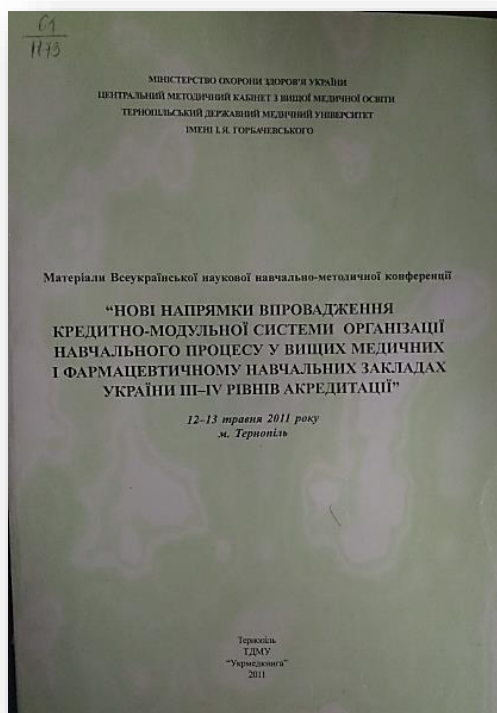 61
1173
МІНІСТЕРСТВО ОХОРОНИ ЗДОРОВ'Я УКРАЇНИ
ЦЕНТРАЛЬНИЙ МЕТОДИЧНИЙ КАБІНЕТ З ВИЩОЇ МЕДИЧНОЇ ОСВІТИ
ТЕРНОПІЛЬСЬКИЙ ДЕРЖАВНИЙ МЕДИЧНИЙ УНІВЕРСИТЕТ
ІМЕНІ І.Я. ГОРБАЧЕВСЬКОГО
Матеріали Всеукраїнської наукової навчально-методичної конференції
“НОВІ НАПРЯМКИ ВПРОВАДЖЕННЯ
КРЕДИТНО-МОДУЛЬНОЇ СИСТЕМИ ОРГАНІЗАЦІЇ
НАВЧАЛЬНОГО ПРОЦЕСУ У ВИЩИХ МЕДИЧНИХ
І ФАРМАЦЕВТИЧНОМУ НАВЧАЛЬНИХ ЗАКЛАДАХ
УКРАЇНИ III–IV РІВНІВ АКРЕДИТАЦІЇ”
12–13 травня 2011 року
м. Тернопіль
Тернопіль
ТДМУ
“Укрмедкнига”
2011